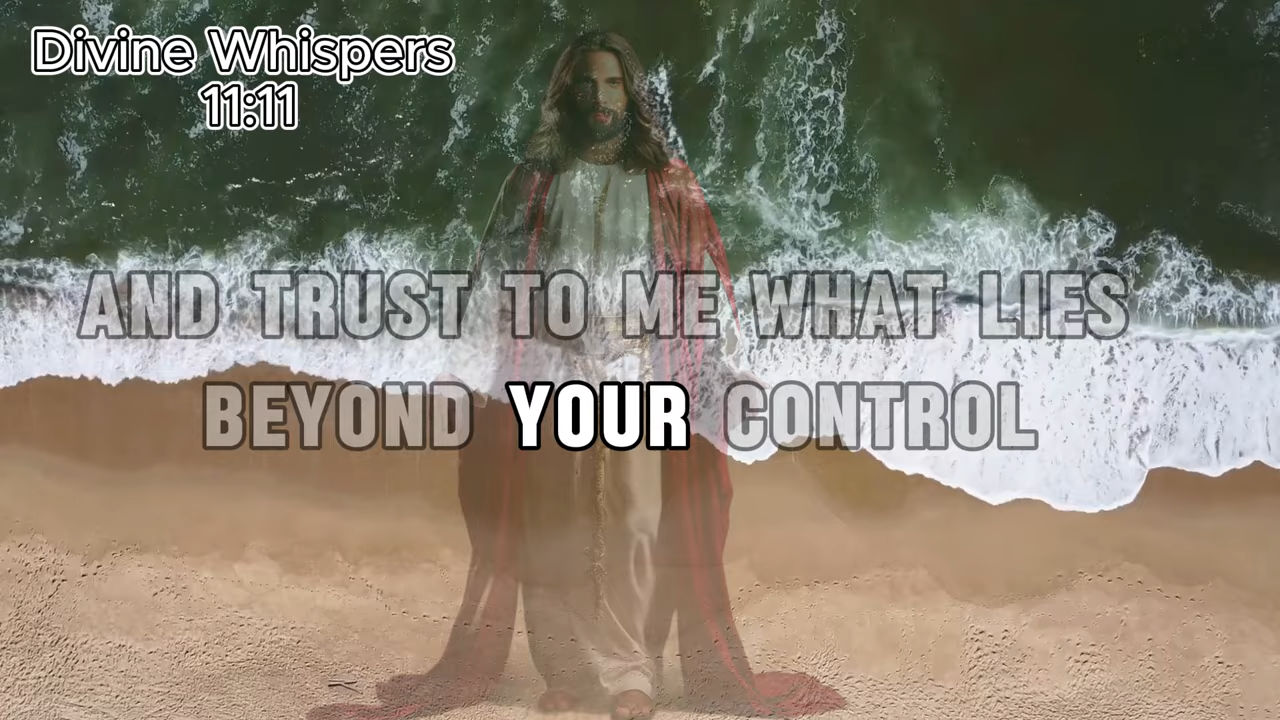 Divine Whispers
11:11
AND TRUST TO ME WHAT LIES
BEYOND YOUR CONTROL